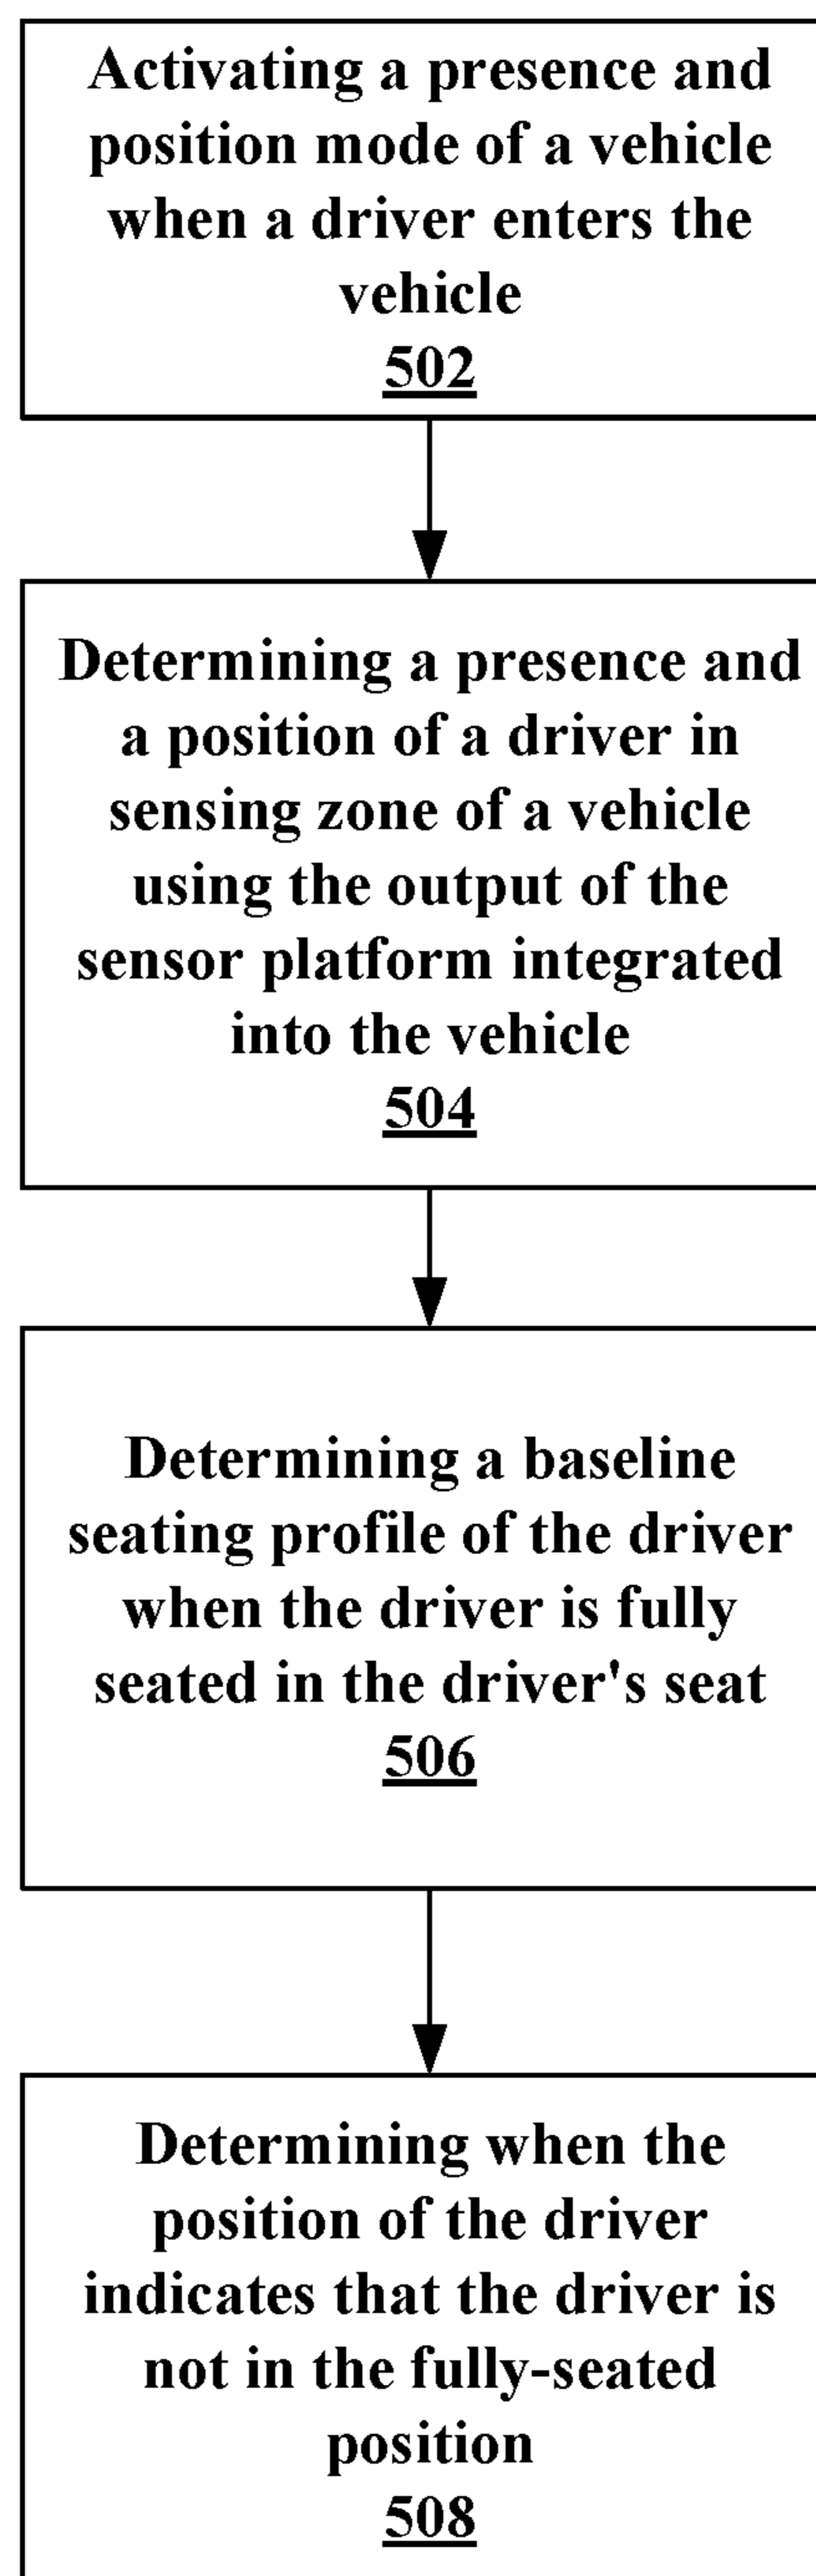 Activating a presence and
position mode of a vehicle
when a driver enters the
vehicle
502
Determining a presence and
a position of a driver in
sensing zone of a vehicle
using the output of the
sensor platform integrated
into the vehicle
504
Determining a baseline
seating profile of the driver
when the driver is fully
seated in the driver's seat
506
Determining when the
position of the driver
indicates that the driver is
not in the fully-seated
position
508